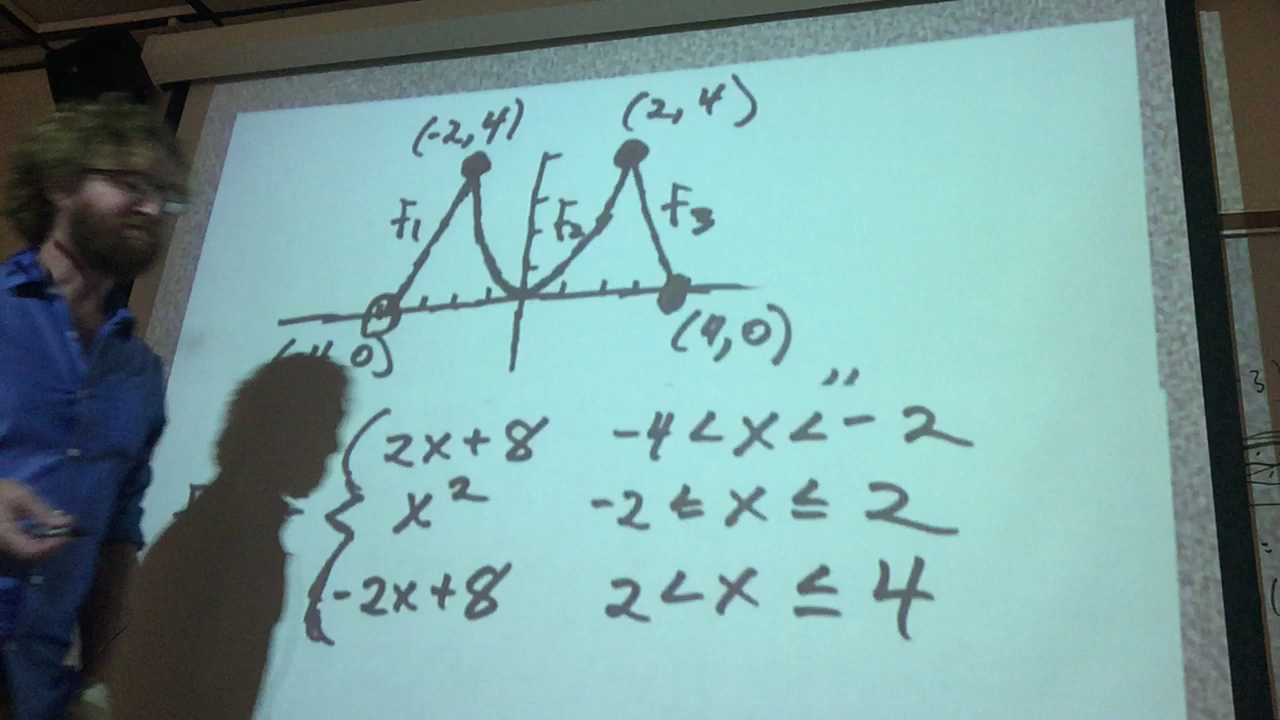 (-2,4) (2,4)
F1 F2 F3
(4,0)
2x+8 -4<x<-2
x² -2≤x≤2
-2x+8 2<x≤4